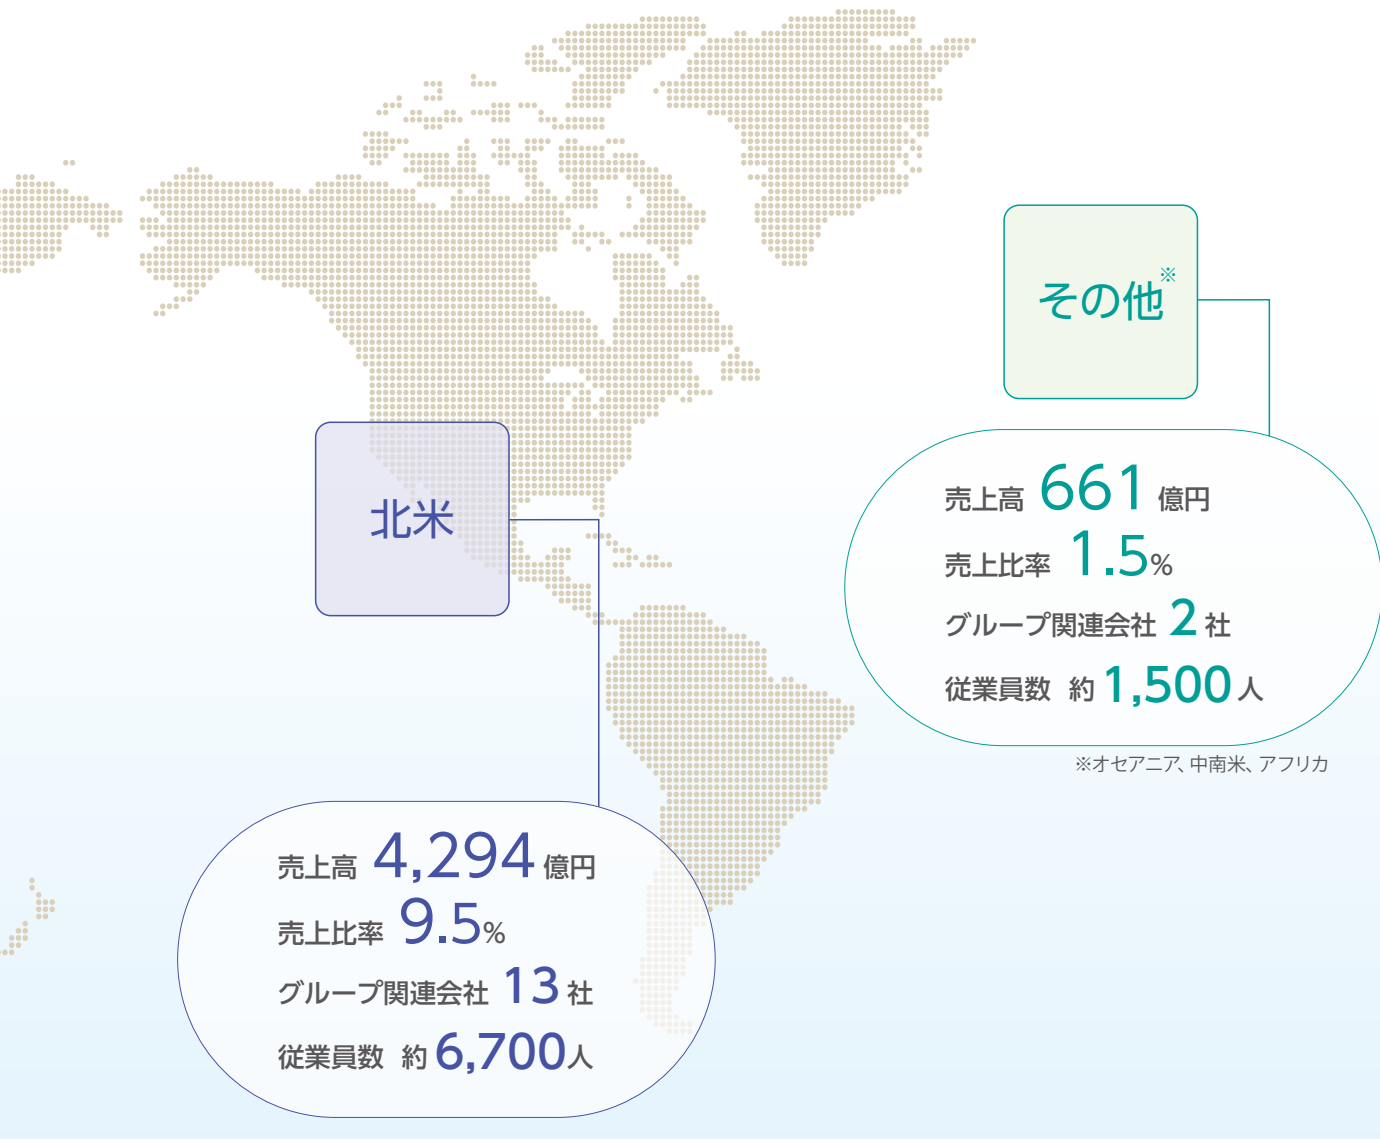 その他※
売上高 661 億円
売上比率 1.5%
グループ関連会社 2 社
従業員数 約 1,500 人
※オセアニア、中南米、アフリカ
北米
売上高 4,294 億円
売上比率 9.5%
グループ関連会社 13 社
従業員数 約 6,700 人